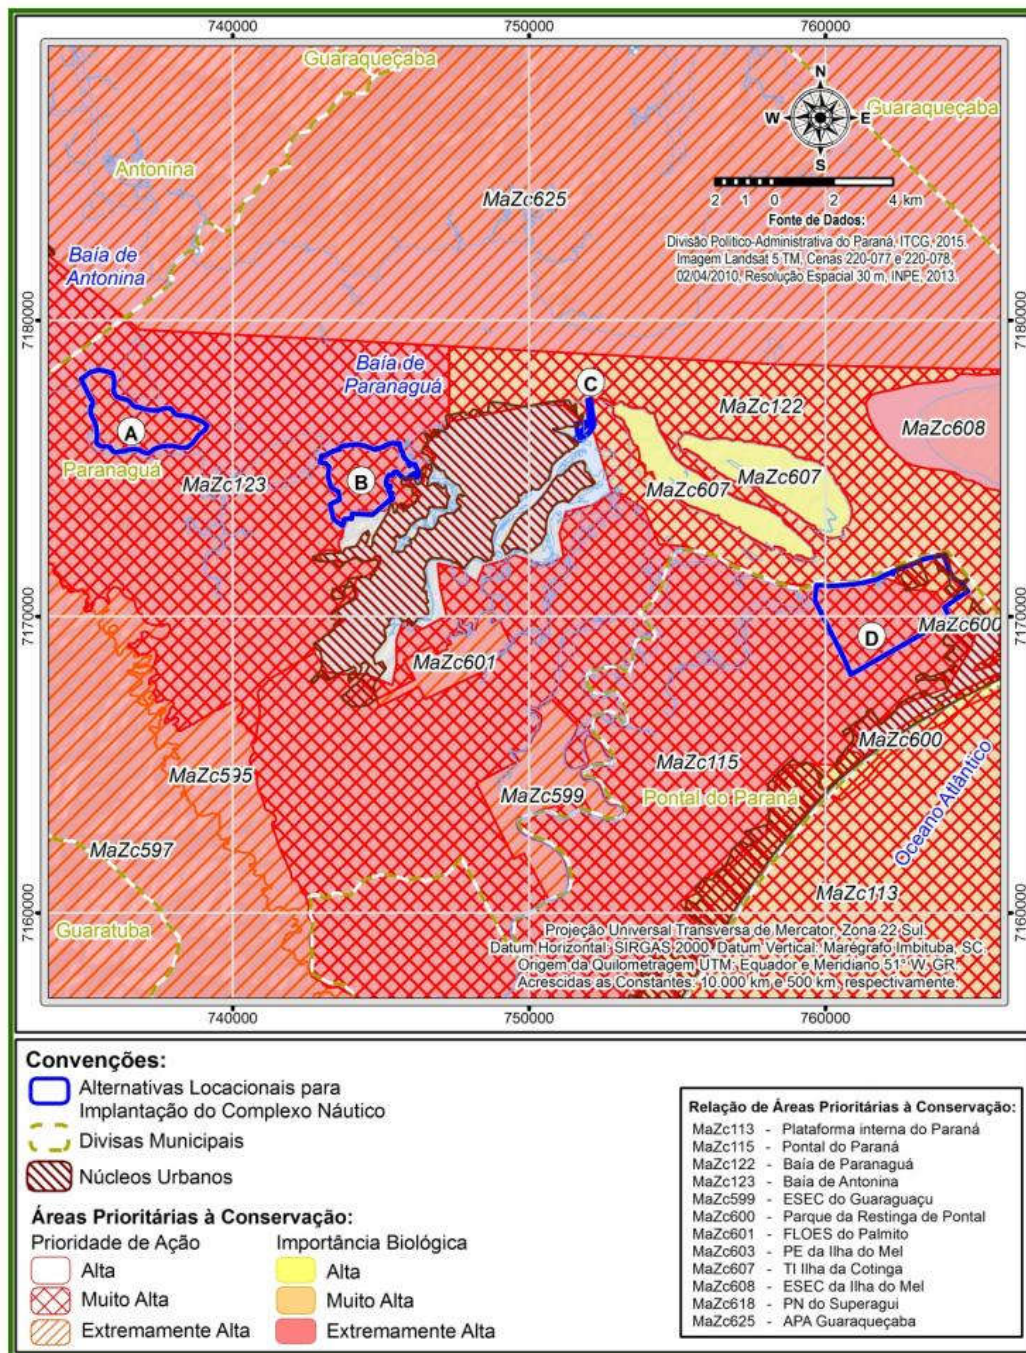 740000 750000 760000
Guaraqueçaba
N
Guaraqueçaba
W E
S
Antonina
MaZc625
2 1 0 2 4 km
Fonte de Dados:
Divisão Político-Administrativa do Paraná, ITCG, 2015.
Imagem Landsat 5 TM, Cenas 220-077 e 220-078,
02/04/2010, Resolução Espacial 30 m, INPE, 2013.
Baía de
Antonina
7180000 7180000
Baía de
Paranaguá
C
MaZc122
MaZc608
A
Paranaguá
MaZc123
B
MaZc607
MaZc607
7170000 7170000
D
MaZc600
MaZc601
MaZc600
MaZc595
MaZc115
MaZc599
Pontal do Paraná
Oceano Atlântico
MaZc597
MaZc113
Guaratuba
7160000 7160000
Projeção Universal Transversa de Mercator, Zona 22 Sul.
Datum Horizontal: SIRGAS 2000, Datum Vertical: Marégrafo Imbituba, SC.
Origem da Quilometragem UTM: Equador e Meridiano 51° W. GR.
Acrescidas as Constantes: 10.000 km e 500 km, respectivamente.
740000 750000 760000
Convenções:
Alternativas Locacionais para
Implantação do Complexo Náutico
Divisas Municipais
Núcleos Urbanos
Áreas Prioritárias à Conservação:
Prioridade de Ação Importância Biológica
Alta Alta
Muito Alta Muito Alta
Extremamente Alta Extremamente Alta
Relação de Áreas Prioritárias à Conservação:
MaZc113 - Plataforma interna do Paraná
MaZc115 - Pontal do Paraná
MaZc122 - Baía de Paranaguá
MaZc123 - Baía de Antonina
MaZc599 - ESEC do Guaraguaçu
MaZc600 - Parque da Restinga de Pontal
MaZc601 - FLOES do Palmito
MaZc603 - PE da Ilha do Mel
MaZc607 - TI Ilha da Cotinga
MaZc608 - ESEC da Ilha do Mel
MaZc618 - PN do Superagui
MaZc625 - APA Guaraqueçaba